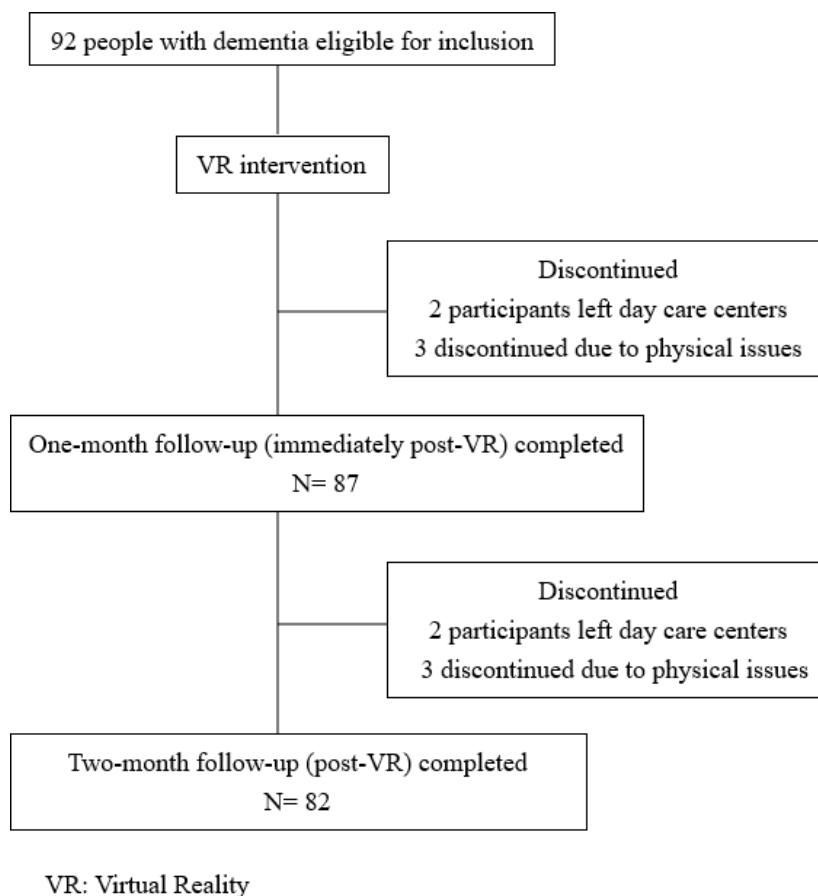 92 people with dementia eligible for inclusion
VR intervention
Discontinued
2 participants left day care centers
3 discontinued due to physical issues
One-month follow-up (immediately post-VR) completed
N= 87
Discontinued
2 participants left day care centers
3 discontinued due to physical issues
Two-month follow-up (post-VR) completed
N= 82
VR: Virtual Reality